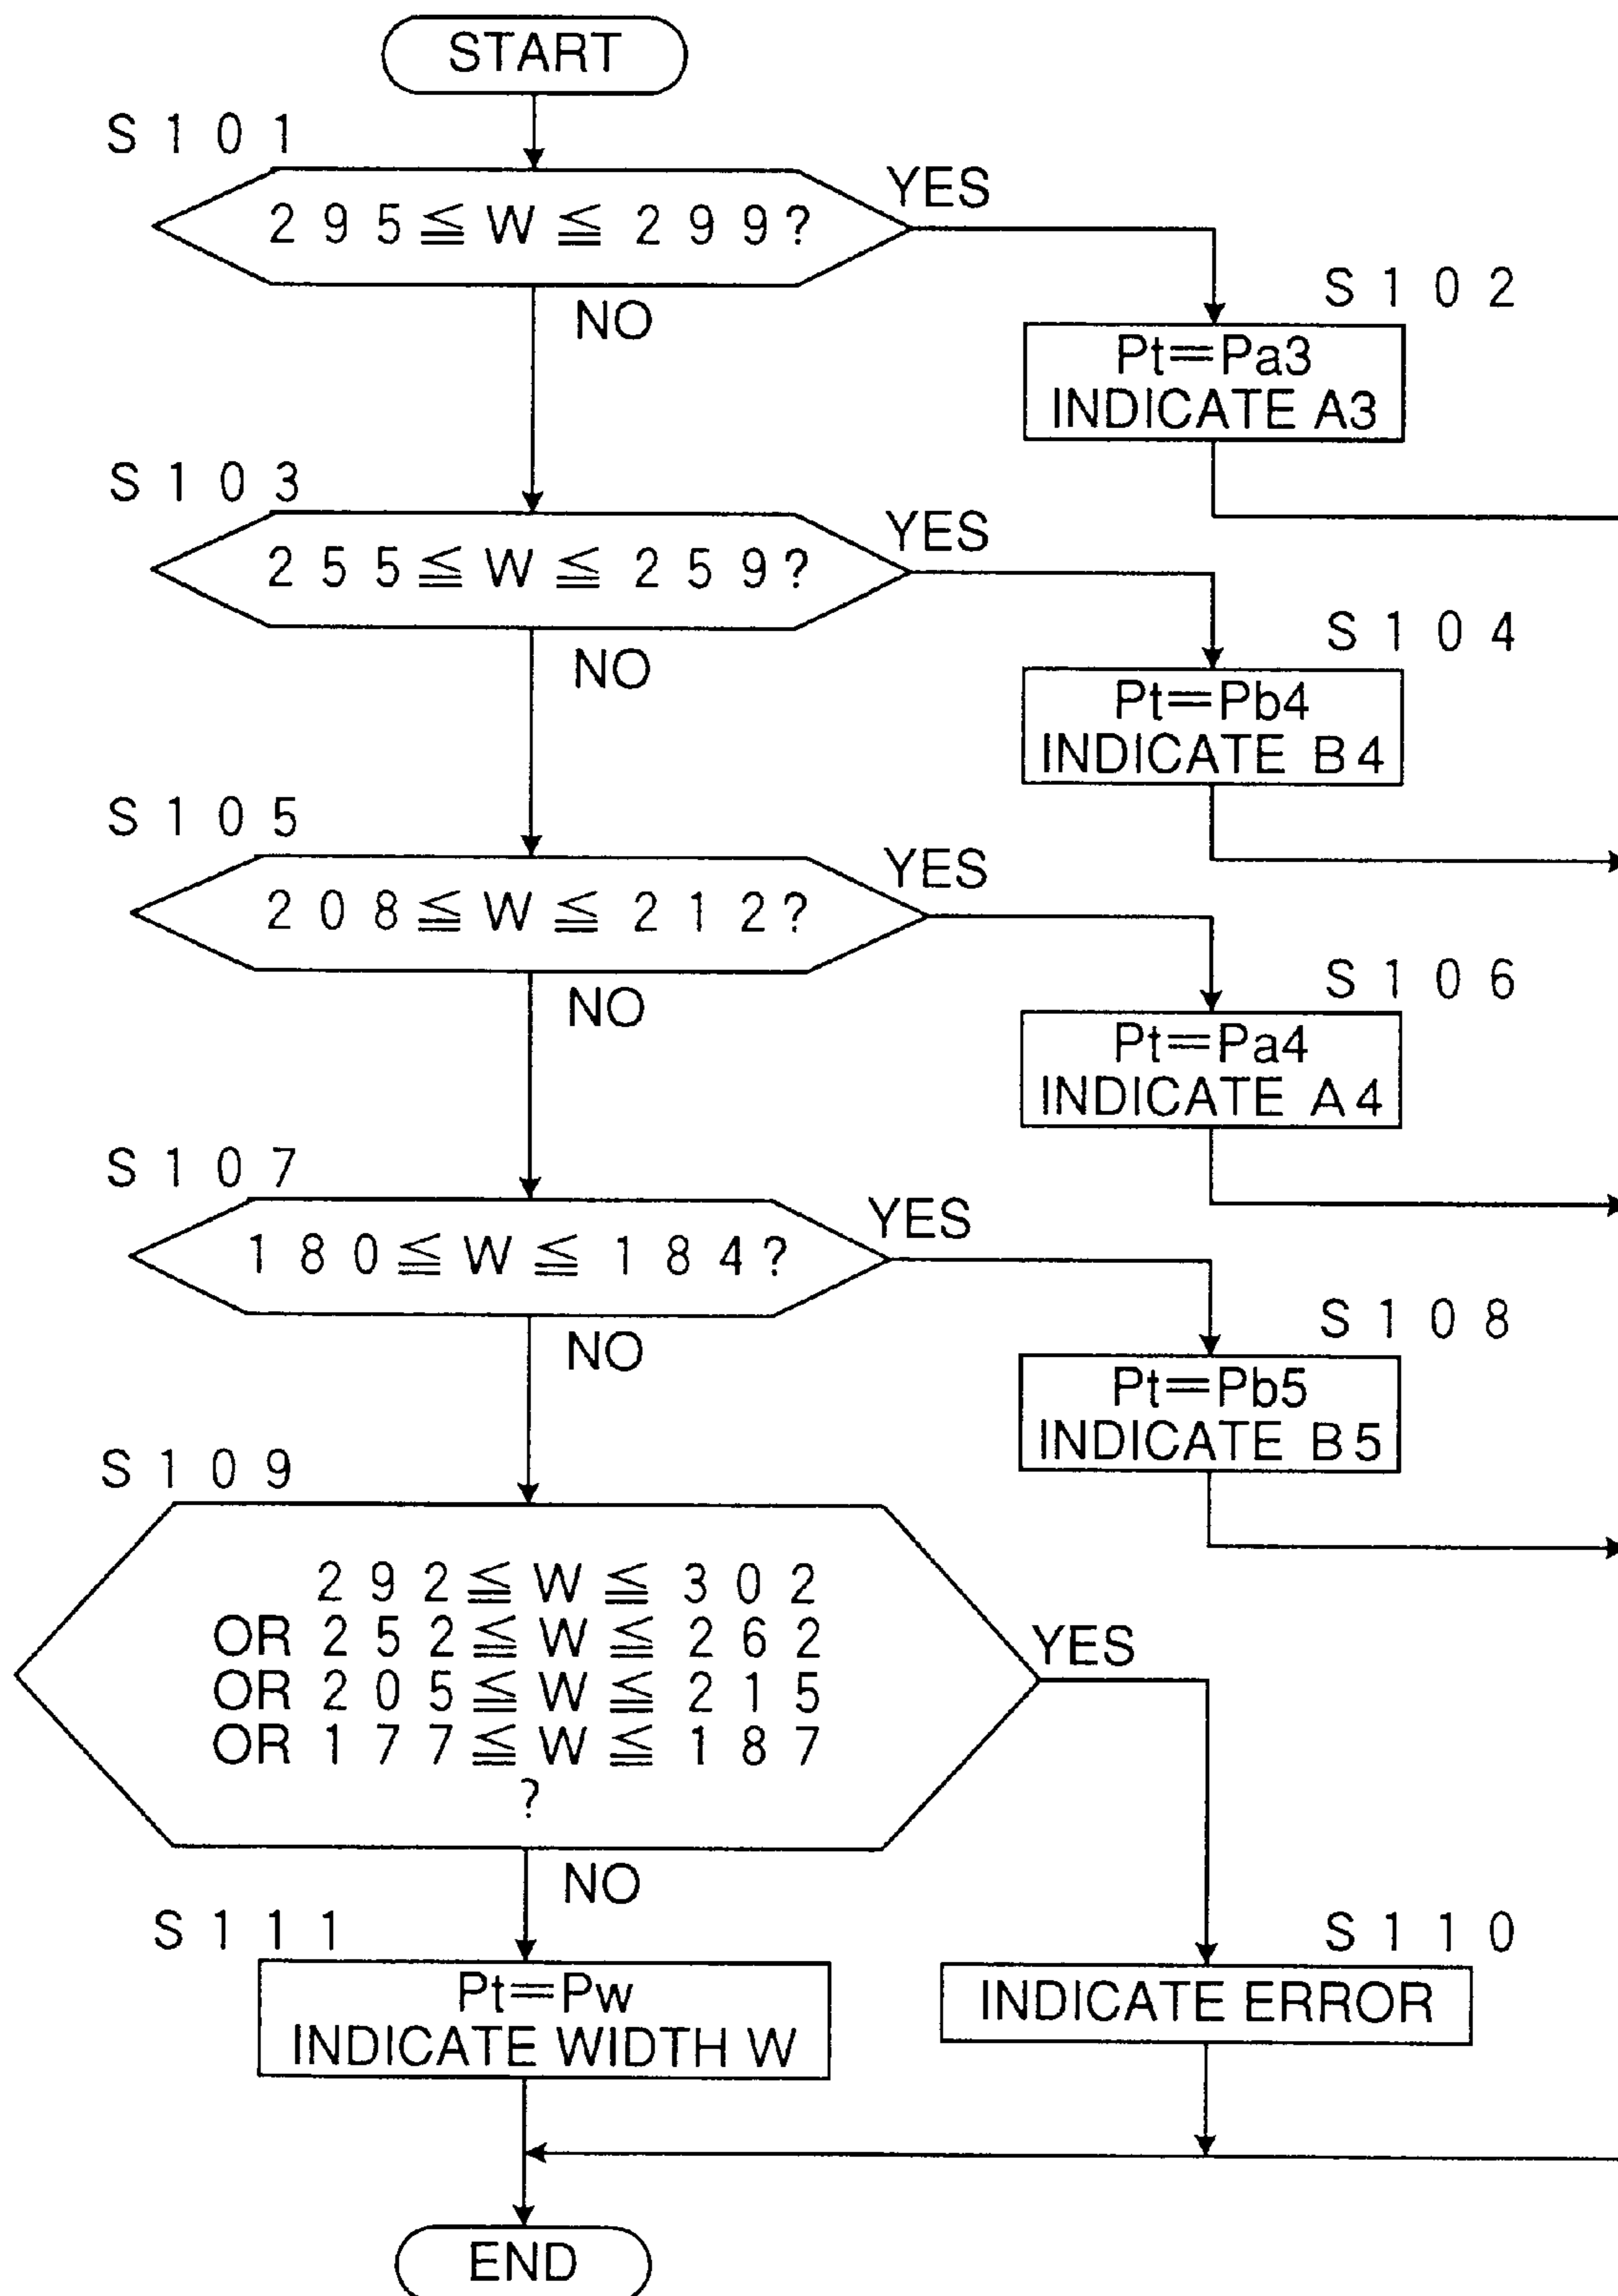 START
S101
295≦W≦299?
YES
NO
S102
Pt=Pa3
INDICATE A3
S103
255≦W≦259?
YES
NO
S104
Pt=Pb4
INDICATE B4
S105
208≦W≦212?
YES
NO
S106
Pt=Pa4
INDICATE A4
S107
180≦W≦184?
YES
NO
S108
Pt=Pb5
INDICATE B5
S109
292≦W≦302
OR 252≦W≦262
OR 205≦W≦215
OR 177≦W≦187
?
YES
NO
S111
Pt=Pw
INDICATE WIDTH W
S110
INDICATE ERROR
END